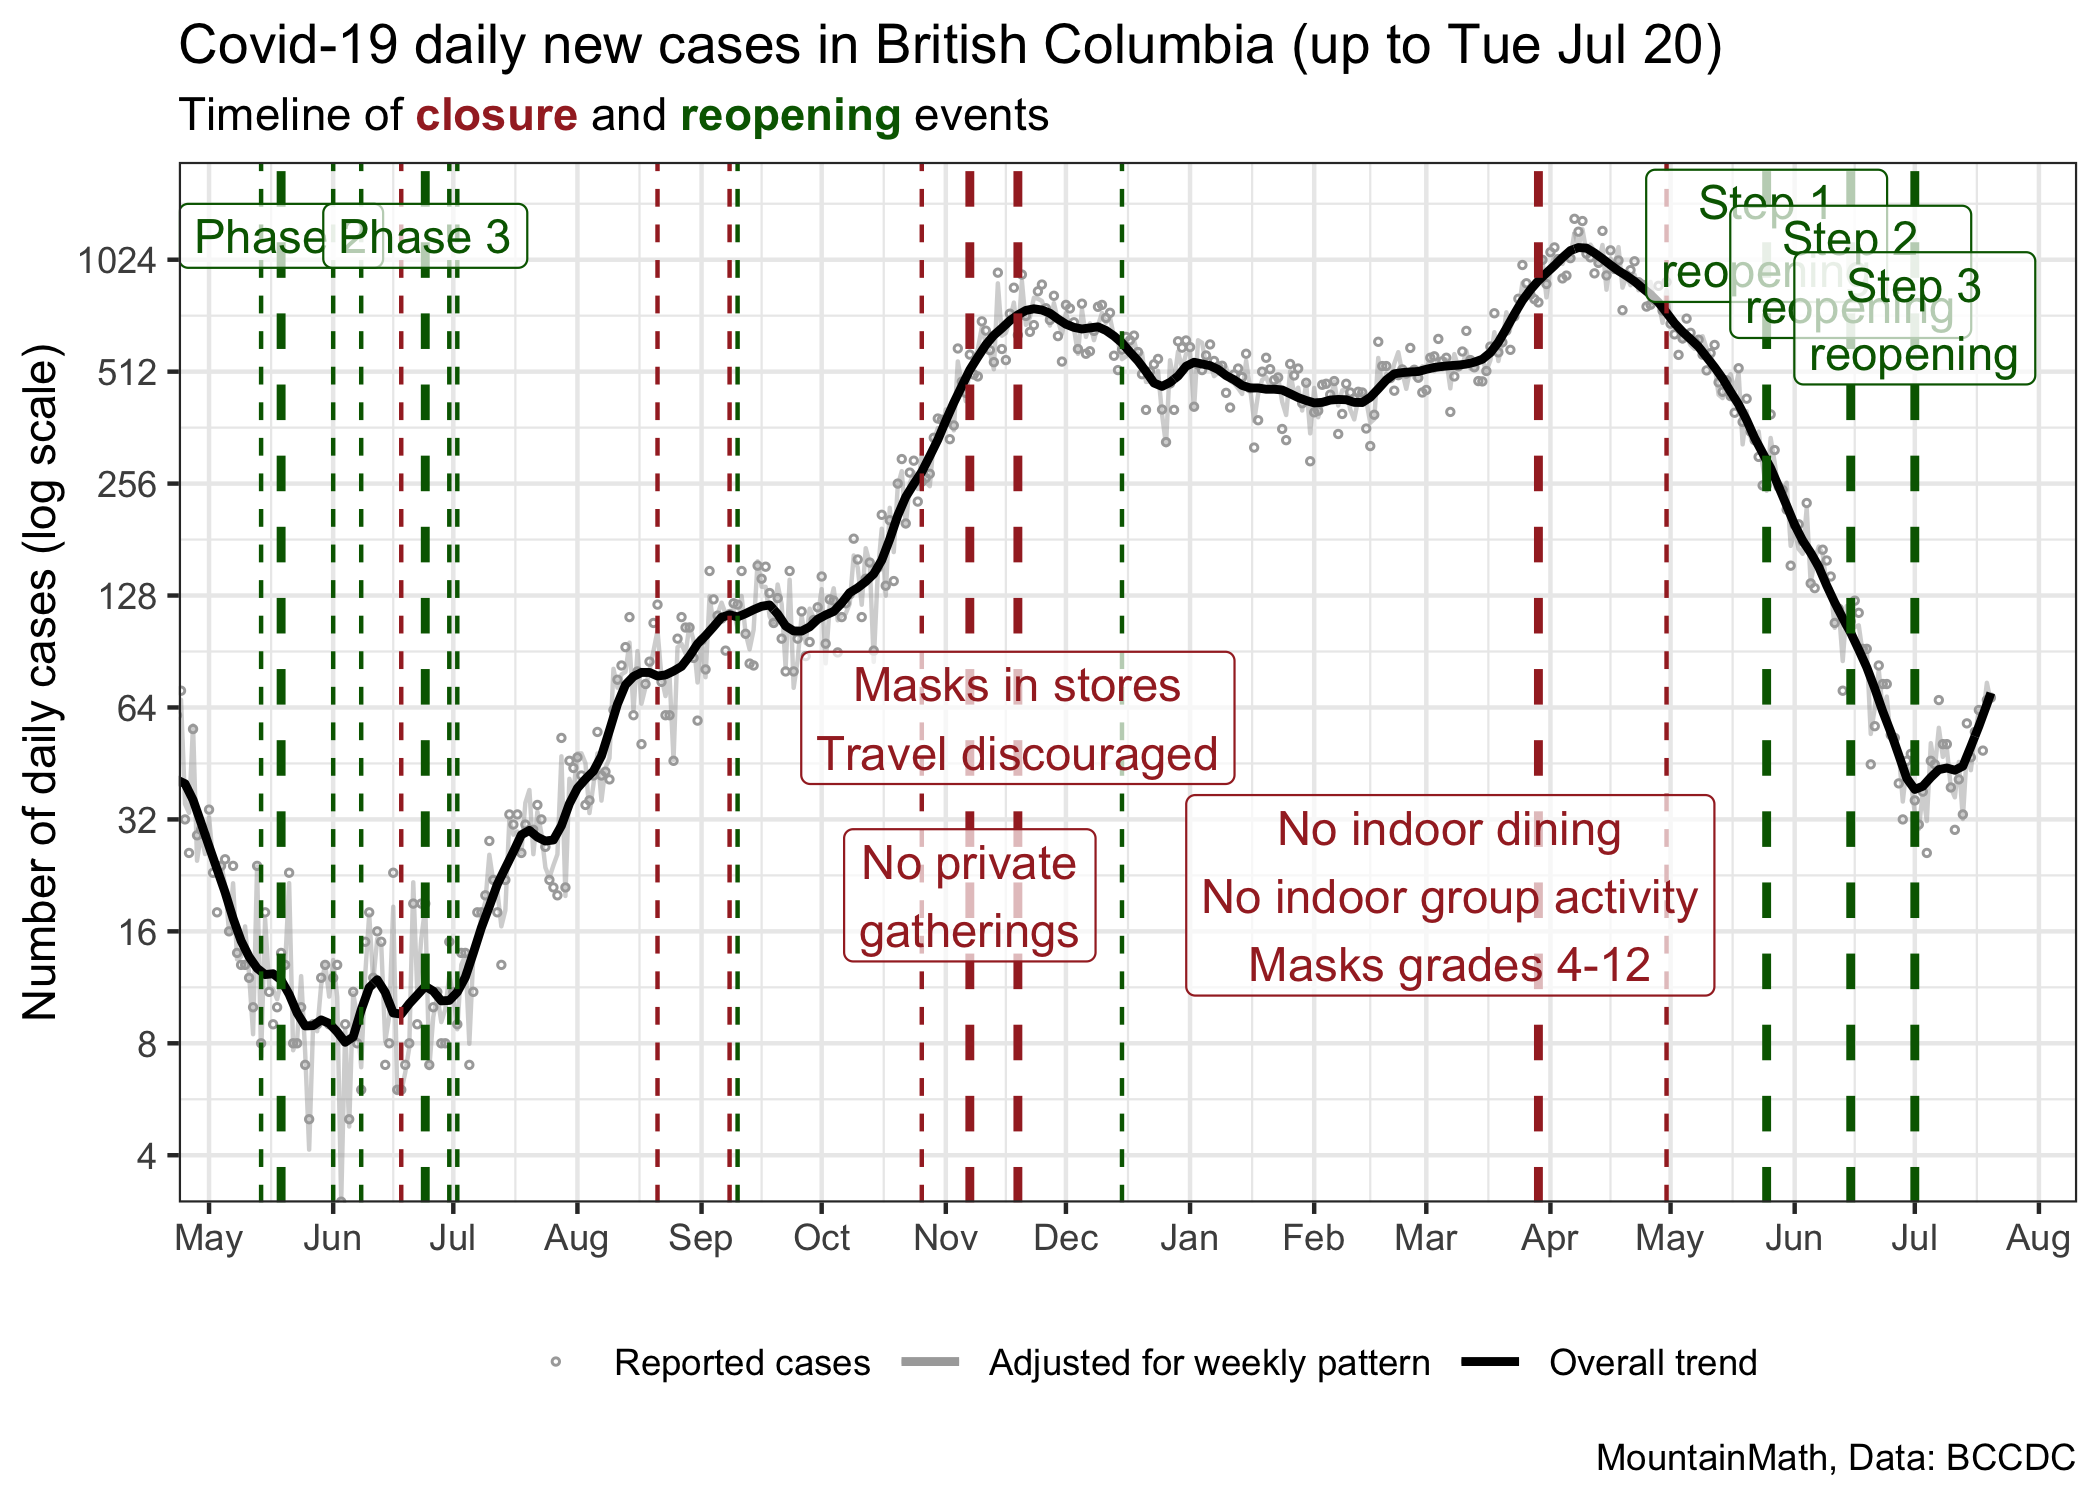 Covid-19 daily new cases in British Columbia (up to Tue Jul 20)
Timeline of closure and reopening events
Number of daily cases (log scale)
1024
512
256
128
64
32
16
8
4
Phase 2
Phase 3
Step 1
reopening
Step 2
reopening
Step 3
reopening
Masks in stores
Travel discouraged
No private
gatherings
No indoor dining
No indoor group activity
Masks grades 4-12
May Jun Jul Aug Sep Oct Nov Dec Jan Feb Mar Apr May Jun Jul Aug
Reported cases Adjusted for weekly pattern Overall trend
MountainMath, Data: BCCDC